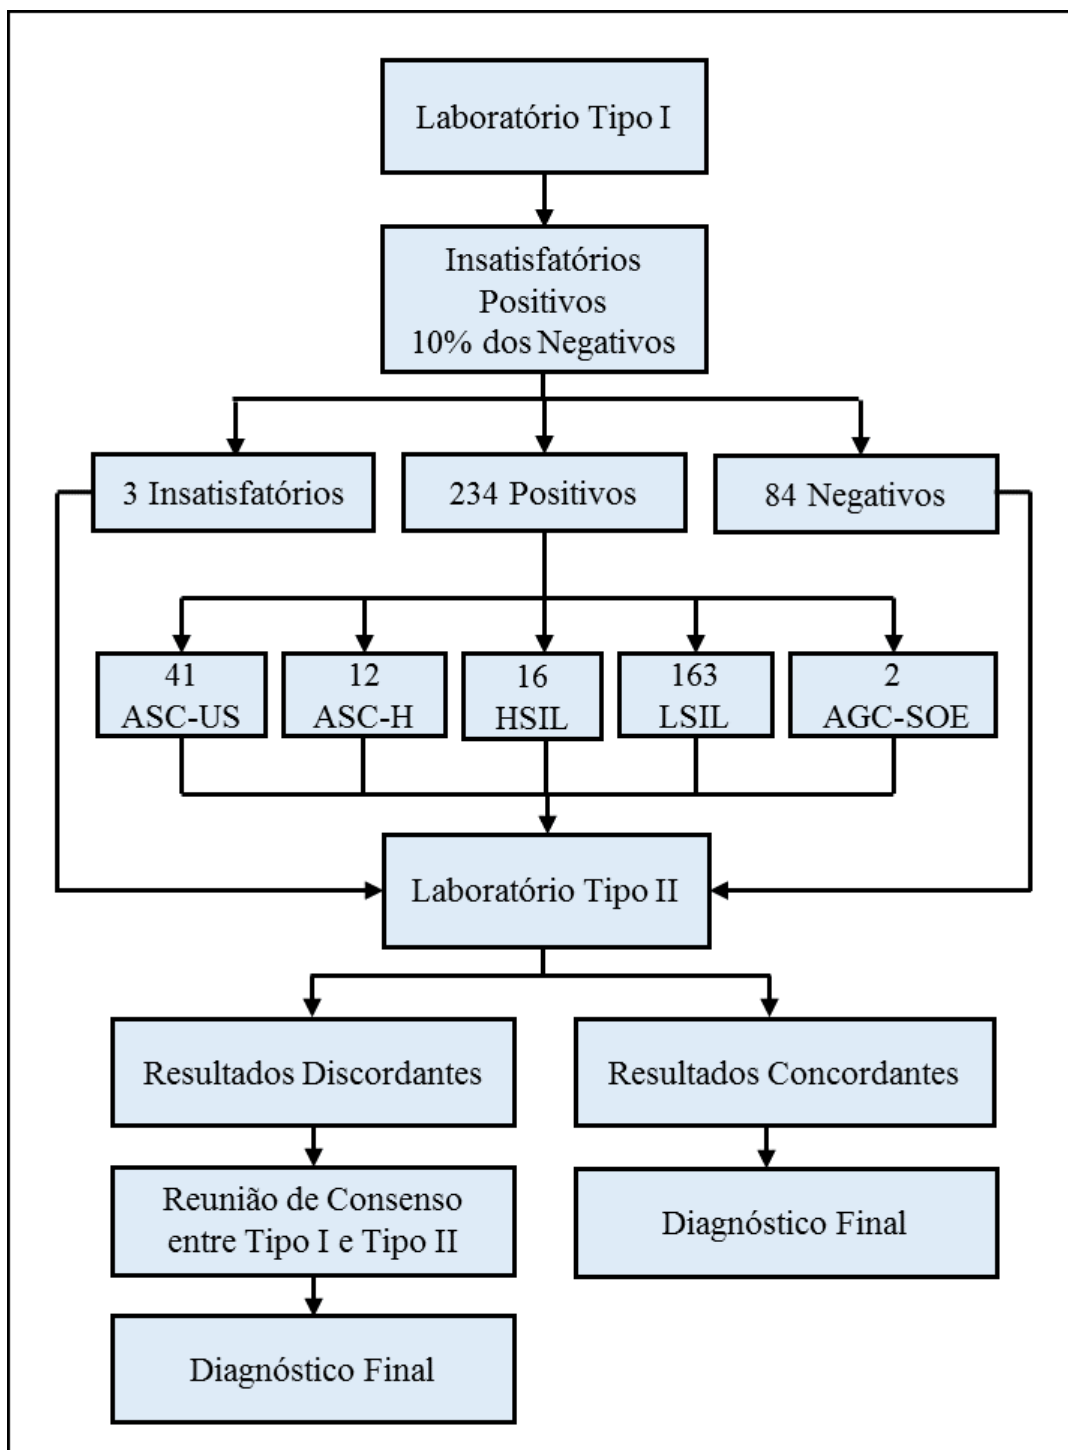 Laboratório Tipo I
Insatisfatórios
Positivos
10% dos Negativos
3 Insatisfatórios
234 Positivos
84 Negativos
41
ASC-US
12
ASC-H
16
HSIL
163
LSIL
2
AGC-SOE
Laboratório Tipo II
Resultados Discordantes
Resultados Concordantes
Reunião de Consenso
entre Tipo I e Tipo II
Diagnóstico Final
Diagnóstico Final